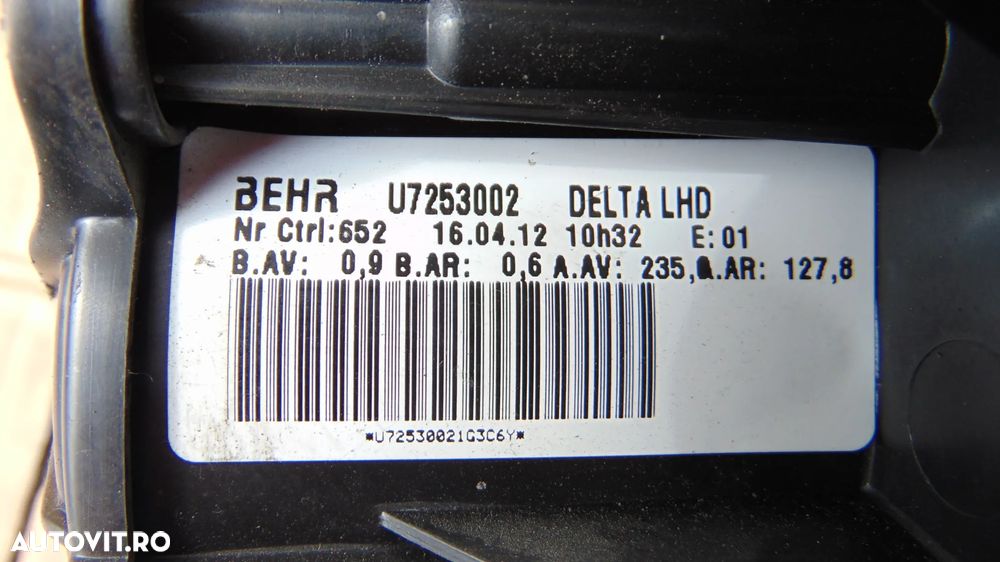 BEHR U7253002 DELTA LHD
Nr Ctrl:652 16.04.12 10h32 E:01
B.AV: 0,9 B.AR: 0,6 A.AV: 235, .AR: 127,8
*U72530021G3C6Y*
AUTOVIT.RO